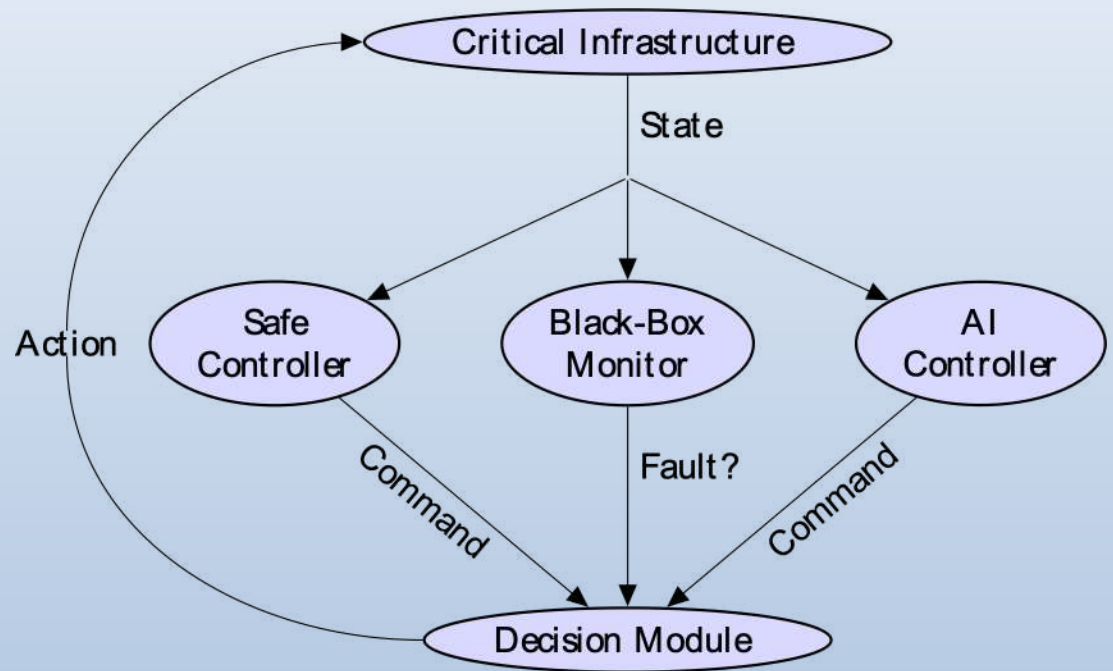 Critical Infrastructure
State
Safe
Controller
Black-Box
Monitor
AI
Controller
Action
Command
Fault?
Command
Decision Module